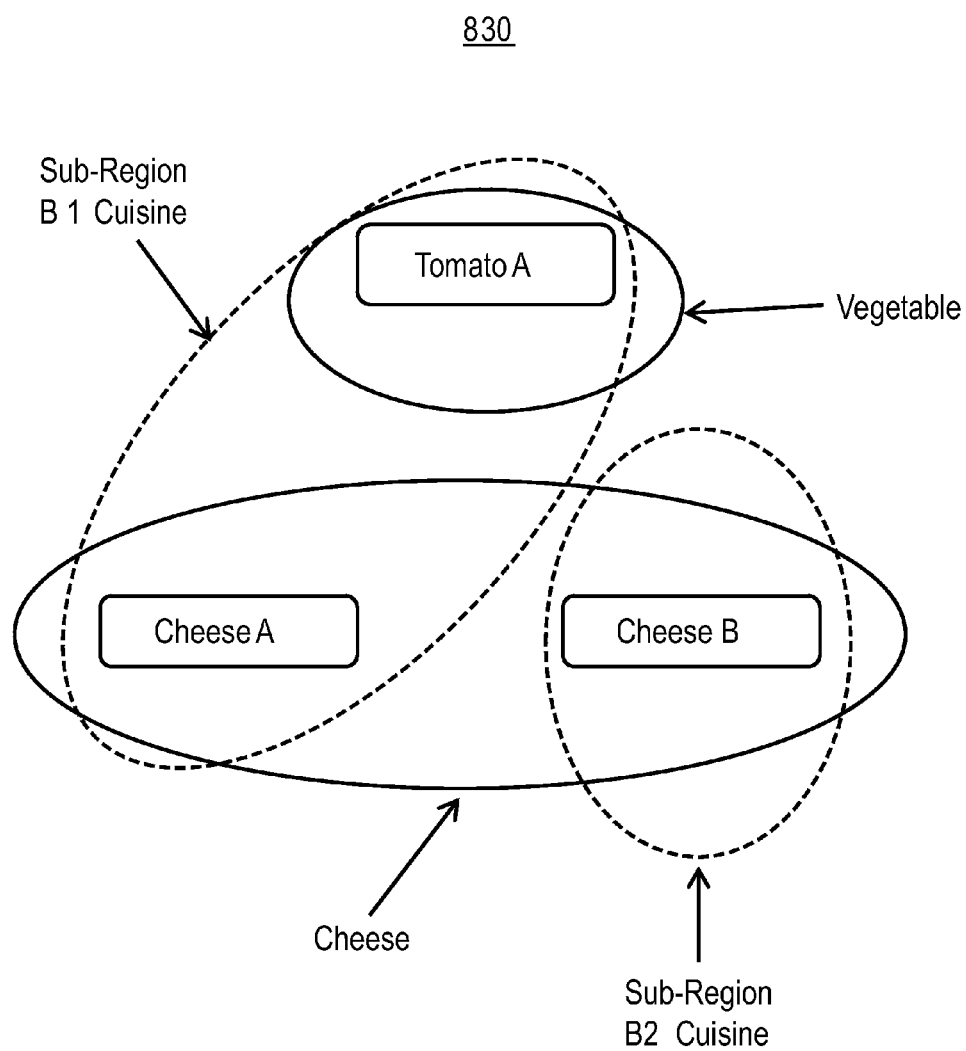 830
Sub-Region
B 1 Cuisine
Tomato A
Vegetable
Cheese A
Cheese B
Cheese
Sub-Region
B2 Cuisine